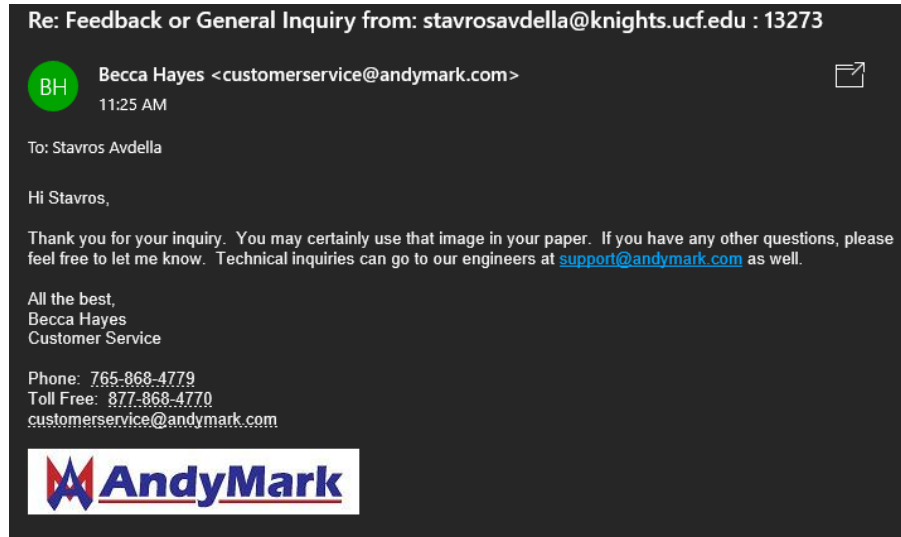 Re: Feedback or General Inquiry from: stavrosavdella@knights.ucf.edu : 13273
BH
Becca Hayes <customerservice@andymark.com>
11:25 AM
To: Stavros Avdella
Hi Stavros,
Thank you for your inquiry.  You may certainly use that image in your paper.  If you have any other questions, please
feel free to let me know.  Technical inquiries can go to our engineers at support@andymark.com as well.
All the best,
Becca Hayes
Customer Service
Phone:  765-868-4779
Toll Free:  877-868-4770
customerservice@andymark.com
AndyMark